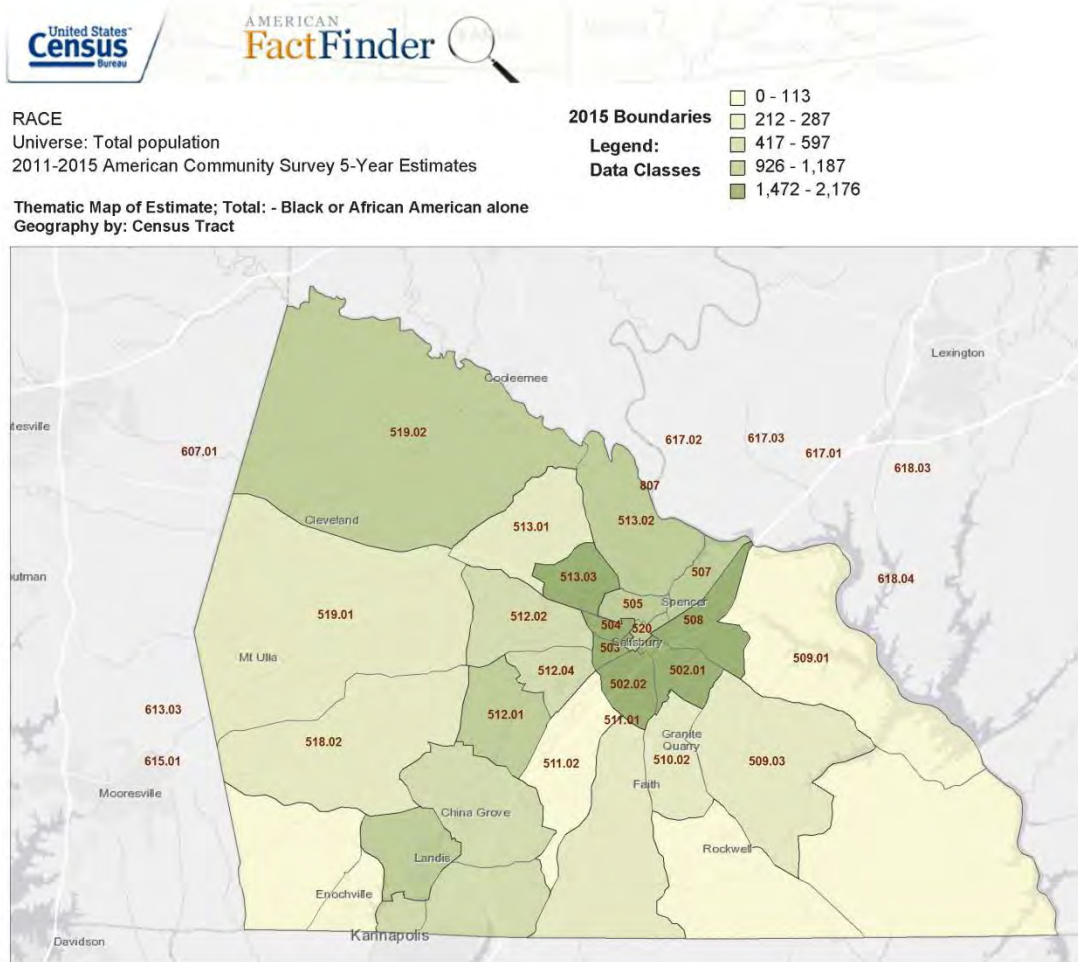 United States™
Census
Bureau
AMERICAN
FactFinder
RACE
Universe: Total population
2011-2015 American Community Survey 5-Year Estimates
Thematic Map of Estimate; Total: - Black or African American alone
Geography by: Census Tract
2015 Boundaries
Legend:
Data Classes
0 - 113
212 - 287
417 - 597
926 - 1,187
1,472 - 2,176
Lexington
Cooleemee
tesville
519.02
617.02
617.03
607.01
617.01
618.03
807
Cleveland
513.01
513.02
utman
513.03
507
618.04
505
Spencer
519.01
512.02
504
520
508
503
Salisbury
Mt Ulla
509.01
512.04
502.02
502.01
613.03
512.01
511.01
518.02
Granite
Quarry
615.01
511.02
510.02
509.03
Faith
Mooresville
China Grove
Rockwell
Landis
Enochville
Kannapolis
Davidson